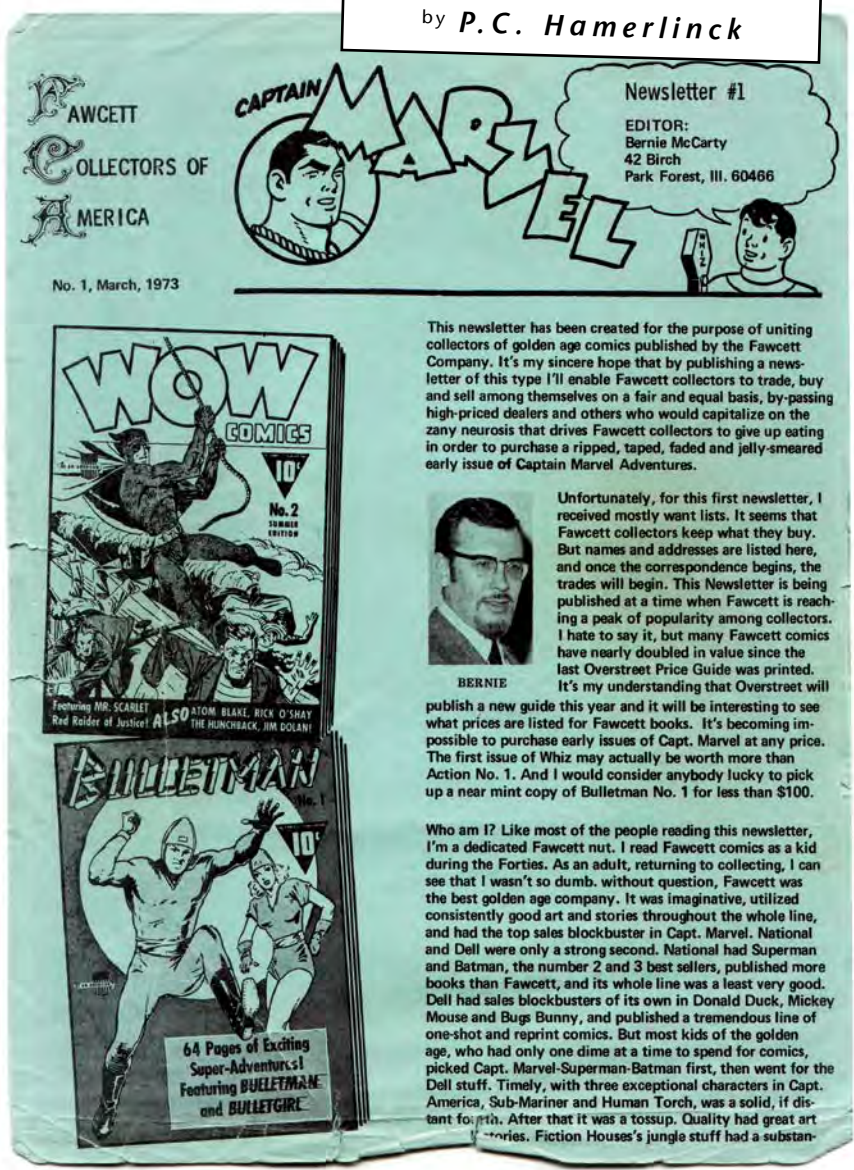 by P.C. Hamerlinck
FAWCETT
COLLECTORS OF
AMERICA
No. 1, March, 1973
CAPTAIN MARVEL
Newsletter #1
EDITOR:
Bernie McCarty
42 Birch
Park Forest, Ill. 60466
WHIZ
WOW
COMICS
10¢
No. 2
SUMMER
EDITION
Featuring MR. SCARLET
Red Raider of Justice!
ALSO
ATOM BLAKE, RICK O'SHAY
THE HUNCHBACK, JIM DOLAN!
BULLETMAN
No. 1
10¢
64 Pages of Exciting
Super-Adventures!
Featuring BULLETMAN
and BULLETGIRL
This newsletter has been created for the purpose of uniting
collectors of golden age comics published by the Fawcett
Company. It's my sincere hope that by publishing a news-
letter of this type I'll enable Fawcett collectors to trade, buy
and sell among themselves on a fair and equal basis, by-passing
high-priced dealers and others who would capitalize on the
zany neurosis that drives Fawcett collectors to give up eating
in order to purchase a ripped, taped, faded and jelly-smeared
early issue of Captain Marvel Adventures.
BERNIE
Unfortunately, for this first newsletter, I
received mostly want lists. It seems that
Fawcett collectors keep what they buy.
But names and addresses are listed here,
and once the correspondence begins, the
trades will begin. This Newsletter is being
published at a time when Fawcett is reach-
ing a peak of popularity among collectors.
I hate to say it, but many Fawcett comics
have nearly doubled in value since the
last Overstreet Price Guide was printed.
It's my understanding that Overstreet will
publish a new guide this year and it will be interesting to see
what prices are listed for Fawcett books. It's becoming im-
possible to purchase early issues of Capt. Marvel at any price.
The first issue of Whiz may actually be worth more than
Action No. 1. And I would consider anybody lucky to pick
up a near mint copy of Bulletman No. 1 for less than $100.
Who am I? Like most of the people reading this newsletter,
I'm a dedicated Fawcett nut. I read Fawcett comics as a kid
during the Forties. As an adult, returning to collecting, I can
see that I wasn't so dumb. without question, Fawcett was
the best golden age company. It was imaginative, utilized
consistently good art and stories throughout the whole line,
and had the top sales blockbuster in Capt. Marvel. National
and Dell were only a strong second. National had Superman
and Batman, the number 2 and 3 best sellers, published more
books than Fawcett, and its whole line was a least very good.
Dell had sales blockbusters of its own in Donald Duck, Mickey
Mouse and Bugs Bunny, and published a tremendous line of
one-shot and reprint comics. But most kids of the golden
age, who had only one dime at a time to spend for comics,
picked Capt. Marvel-Superman-Batman first, then went for the
Dell stuff. Timely, with three exceptional characters in Capt.
America, Sub-Mariner and Human Torch, was a solid, if dis-
tant fourth. After that it was a tossup. Quality had great art
stories. Fiction Houses's jungle stuff had a substan-